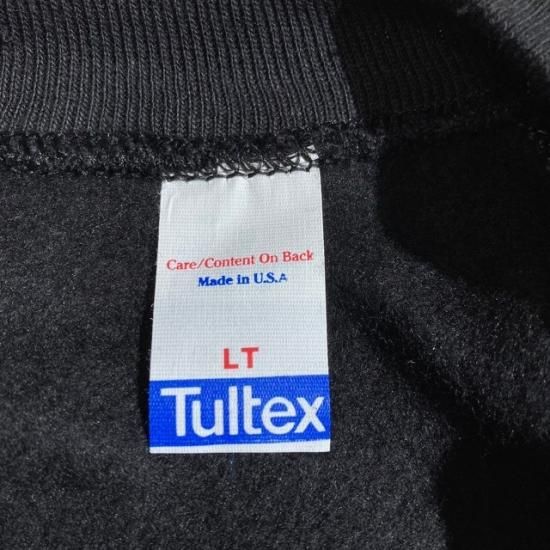 Care/Content On Back
Made in U.S.A
LT
Tultex